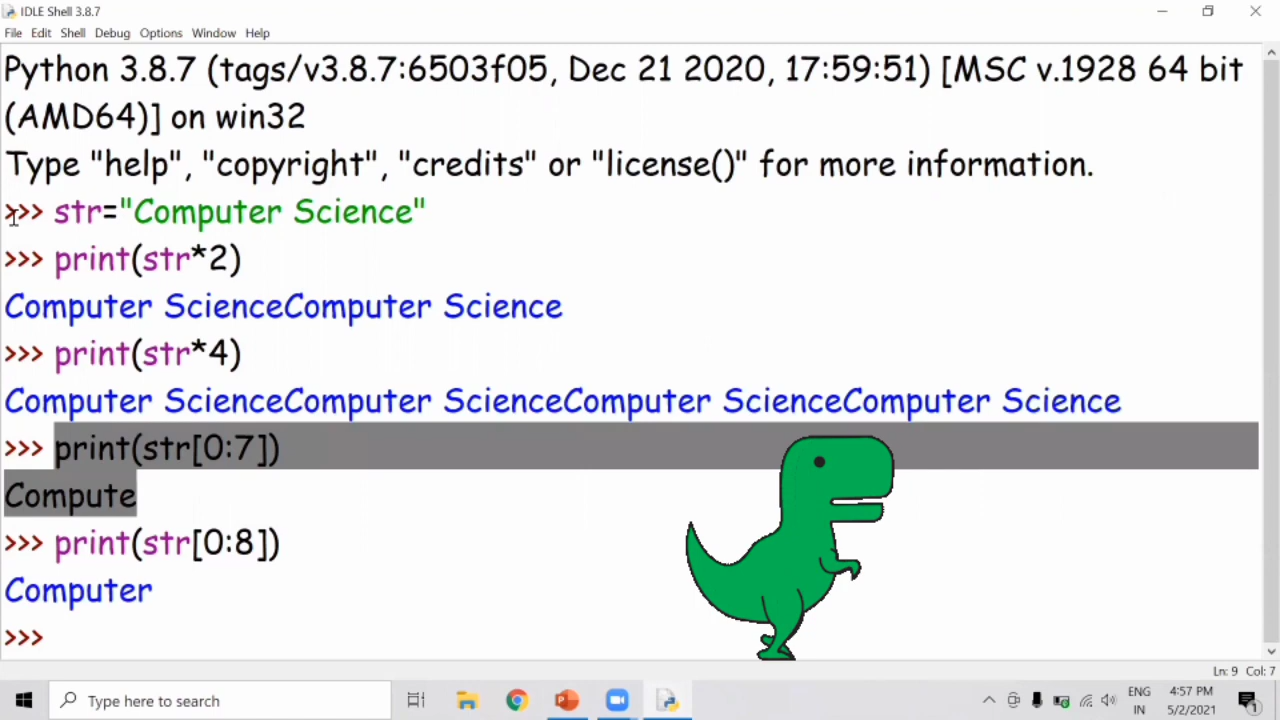 IDLE Shell 3.8.7
File Edit Shell Debug Options Window Help
Python 3.8.7 (tags/v3.8.7:6503f05, Dec 21 2020, 17:59:51) [MSC v.1928 64 bit
(AMD64)] on win32
Type "help", "copyright", "credits" or "license()" for more information.
>>> str="Computer Science"
>>> print(str*2)
Computer ScienceComputer Science
>>> print(str*4)
Computer ScienceComputer ScienceComputer ScienceComputer Science
>>> print(str[0:7])
Compute
>>> print(str[0:8])
Computer
>>>
Ln: 9 Col: 7
Type here to search
ENG
IN
4:57 PM
5/2/2021
1